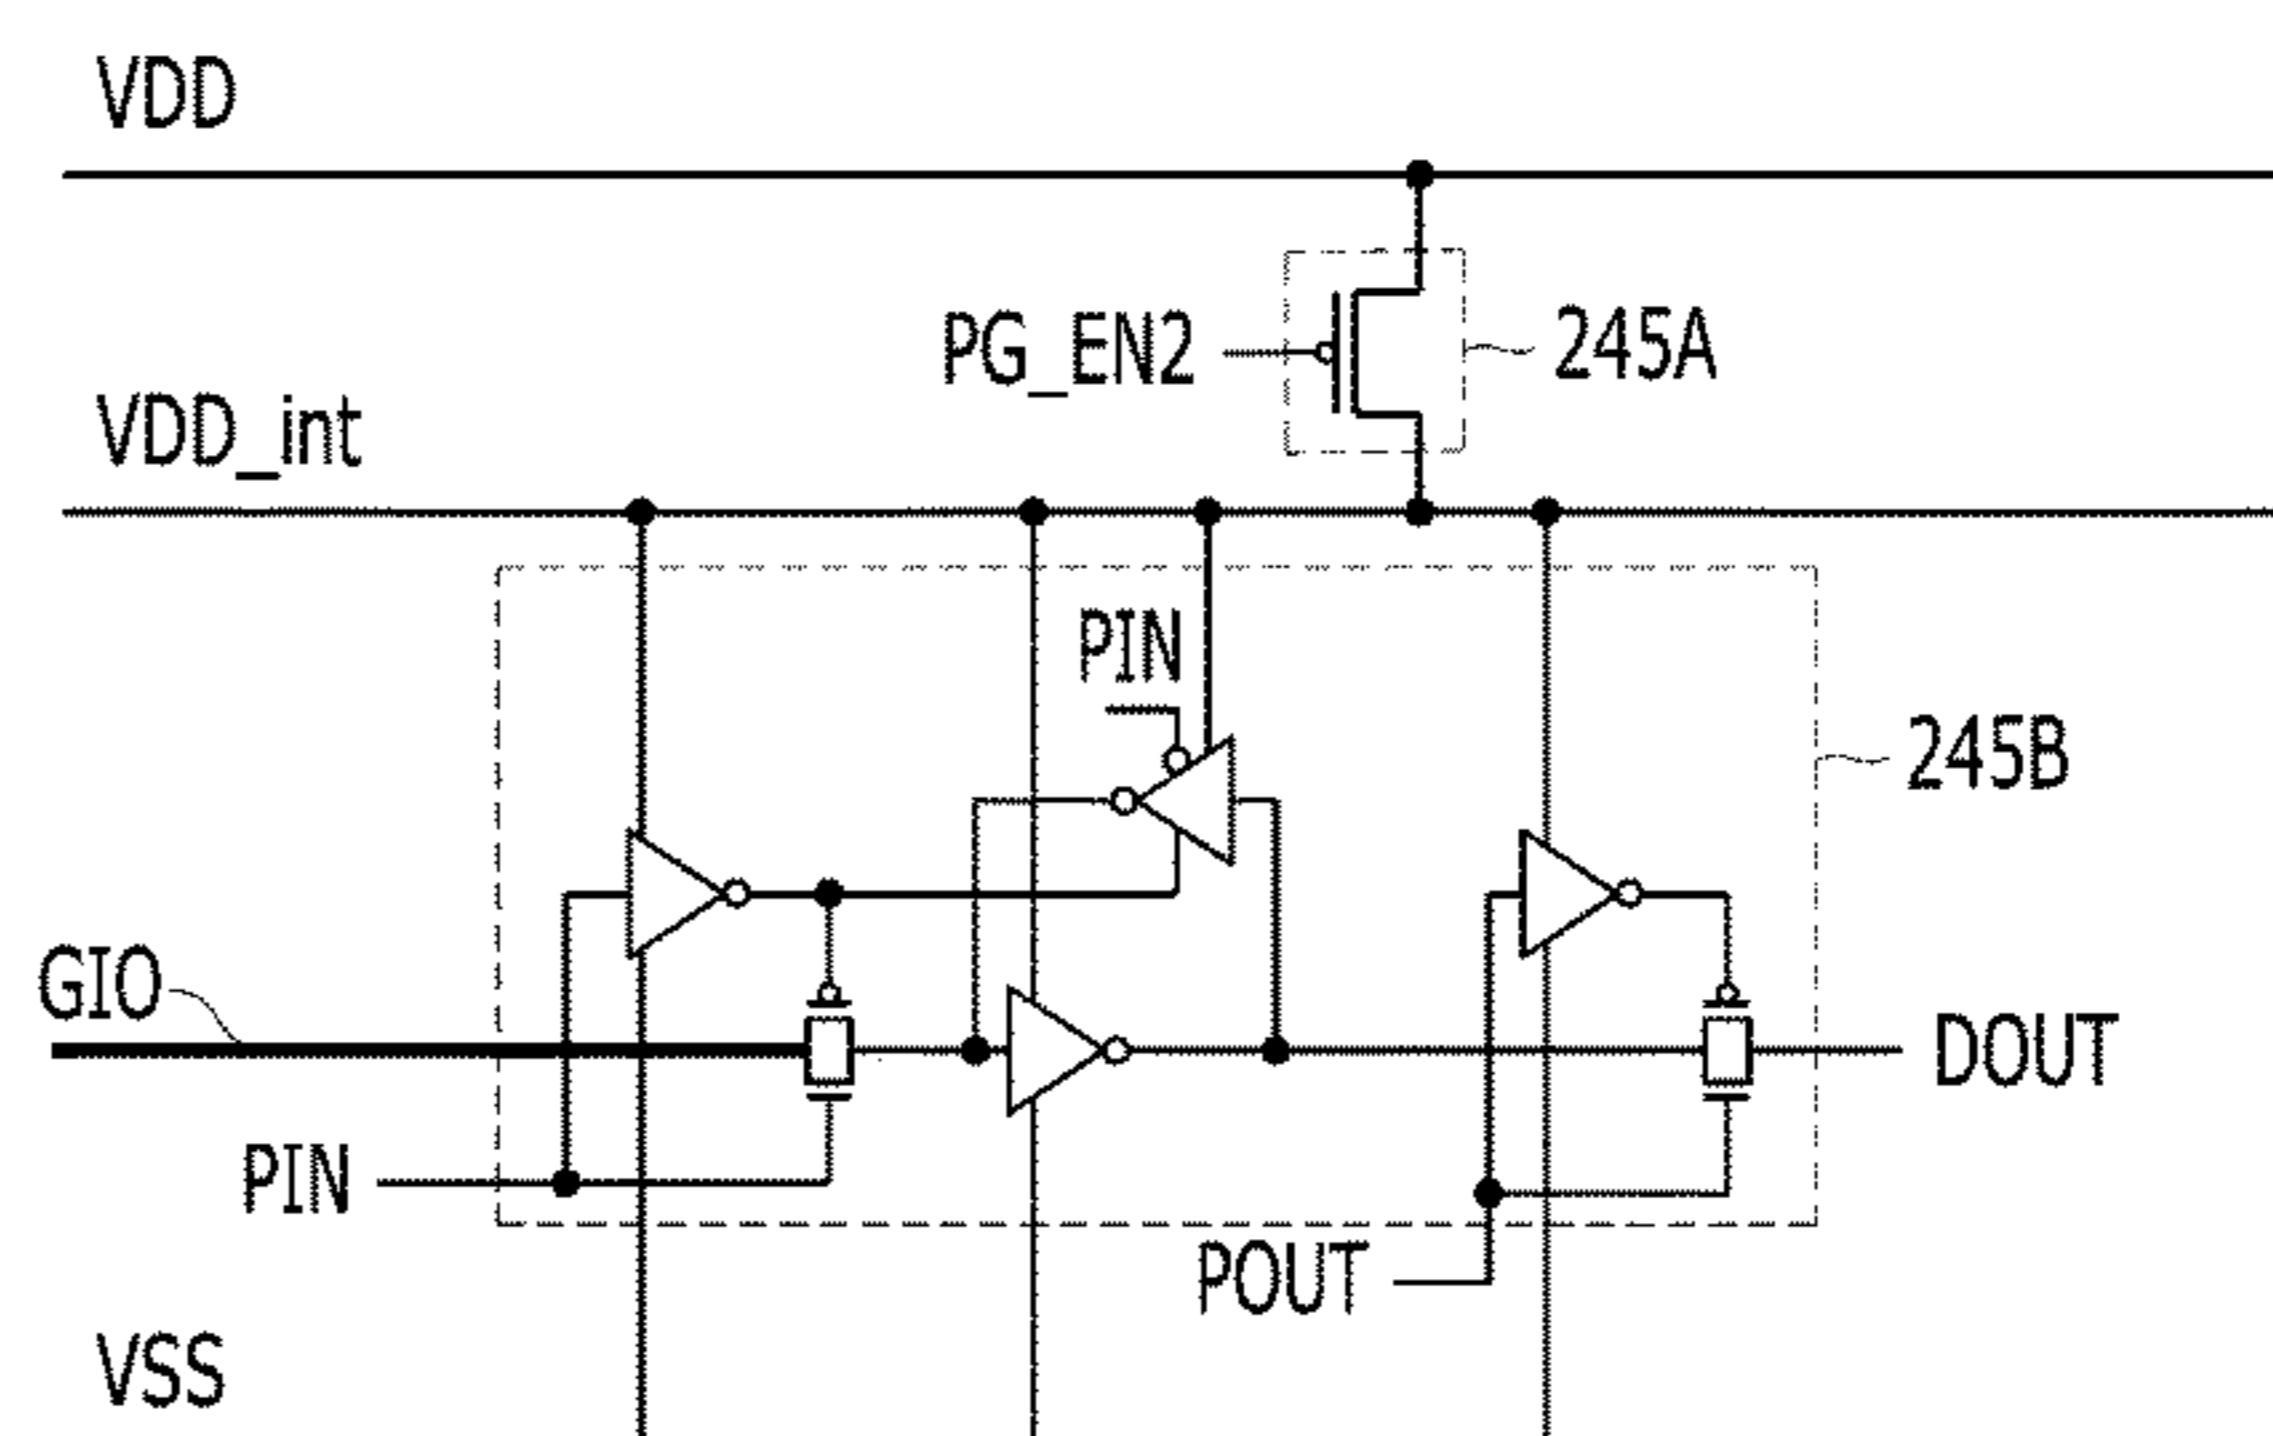 VDD
PG_EN2
245A
VDD_int
PIN
245B
GIO
DOUT
PIN
POUT
VSS